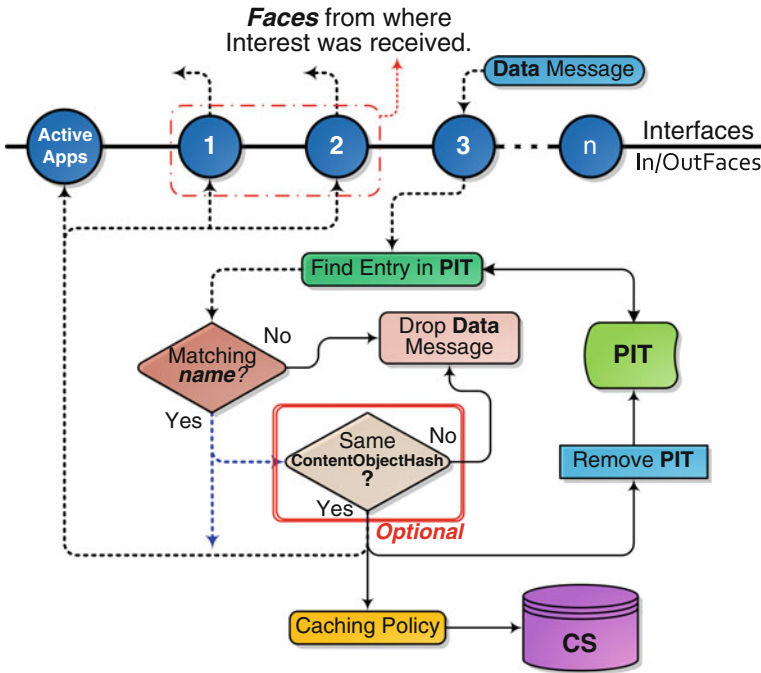 Faces from where
Interest was received.
Data Message
Active
Apps
1
2
3
n
Interfaces
In/OutFaces
Find Entry in PIT
Matching
name?
No
Yes
Drop Data
Message
PIT
Same
ContentObjectHash
?
No
Yes
Optional
Remove PIT
Caching Policy
CS